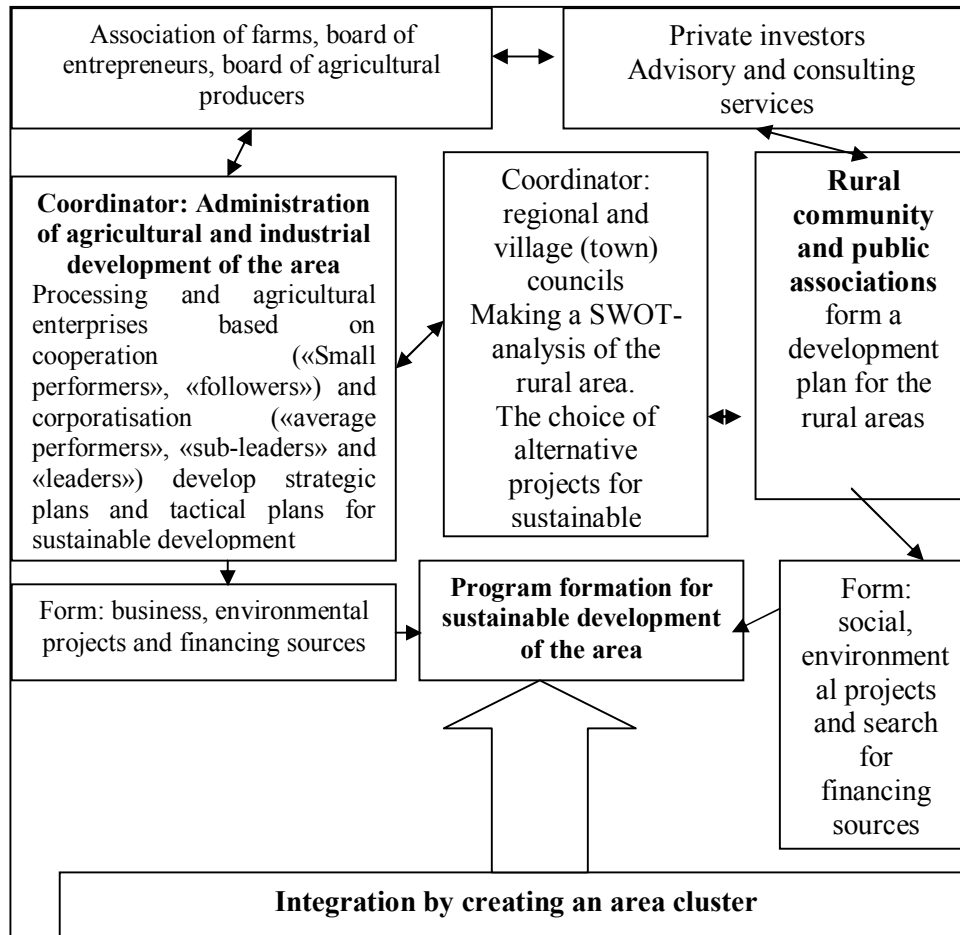 Association of farms, board of
entrepreneurs, board of agricultural
producers
Private investors
Advisory and consulting
services
Coordinator: Administration
of agricultural and industrial
development of the area
Processing and agricultural
enterprises based on
cooperation («Small
performers», «followers») and
corporatisation («average
performers», «sub-leaders» and
«leaders») develop strategic
plans and tactical plans for
sustainable development
Coordinator:
regional and
village (town)
councils
Making a SWOT-
analysis of the
rural area.
The choice of
alternative
projects for
sustainable
Rural
community
and public
associations
form a
development
plan for the
rural areas
Form: business, environmental
projects and financing sources
Program formation for
sustainable development
of the area
Form:
social,
environment
al projects
and search
for
financing
sources
Integration by creating an area cluster